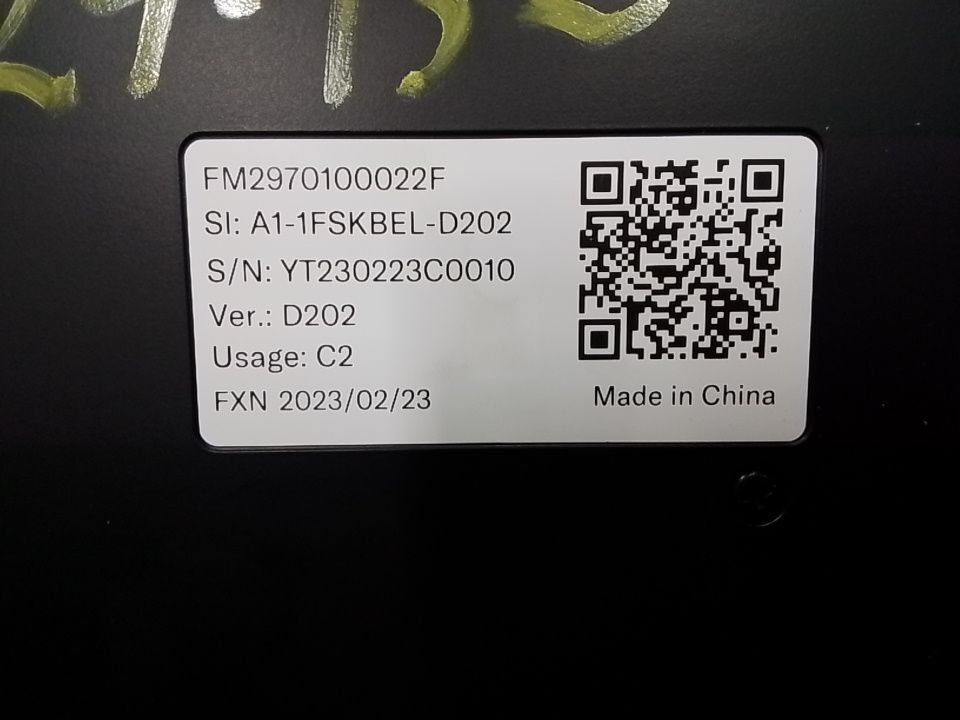 FM2970100022F
SI: A1-1FSKBEL-D202
S/N: YT230223C0010
Ver.: D202
Usage: C2
FXN 2023/02/23
Made in China